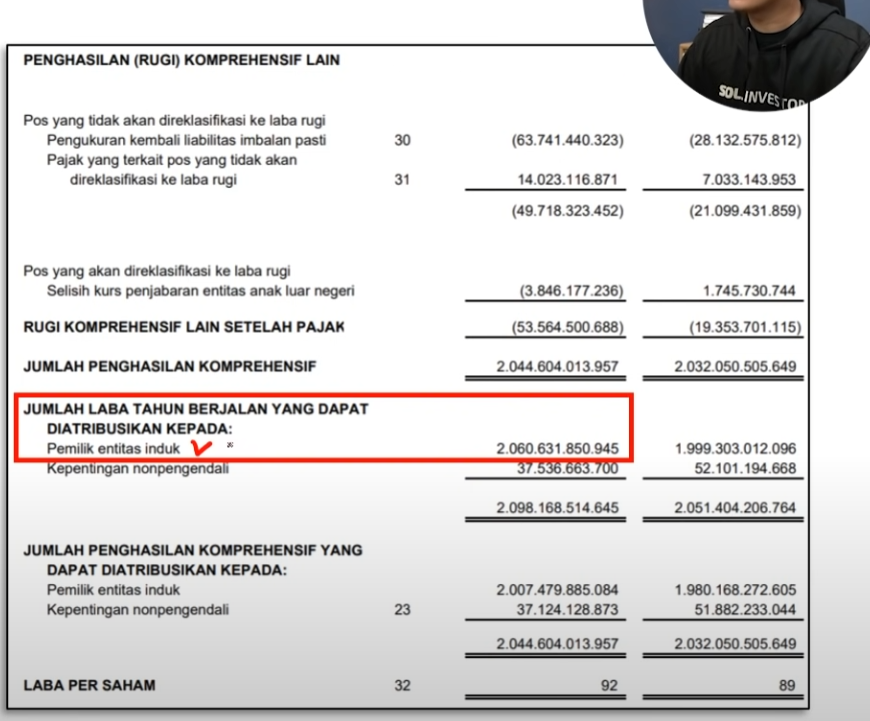 SDL.INVESTOR
PENGHASILAN (RUGI) KOMPREHENSIF LAIN
Pos yang tidak akan direklasifikasi ke laba rugi
Pengukuran kembali liabilitas imbalan pasti 30 (63.741.440.323) (28.132.575.812)
Pajak yang terkait pos yang tidak akan
direklasifikasi ke laba rugi 31 14.023.116.871 7.033.143.953
(49.718.323.452) (21.099.431.859)
Pos yang akan direklasifikasi ke laba rugi
Selisih kurs penjabaran entitas anak luar negeri (3.846.177.236) 1.745.730.744
RUGI KOMPREHENSIF LAIN SETELAH PAJAK (53.564.500.688) (19.353.701.115)
JUMLAH PENGHASILAN KOMPREHENSIF 2.044.604.013.957 2.032.050.505.649
JUMLAH LABA TAHUN BERJALAN YANG DAPAT
DIATRIBUSIKAN KEPADA:
Pemilik entitas induk 2.060.631.850.945 1.999.303.012.096
Kepentingan nonpengendali 37.536.663.700 52.101.194.668
2.098.168.514.645 2.051.404.206.764
JUMLAH PENGHASILAN KOMPREHENSIF YANG
DAPAT DIATRIBUSIKAN KEPADA:
Pemilik entitas induk 2.007.479.885.084 1.980.168.272.605
Kepentingan nonpengendali 23 37.124.128.873 51.882.233.044
2.044.604.013.957 2.032.050.505.649
LABA PER SAHAM 32 92 89